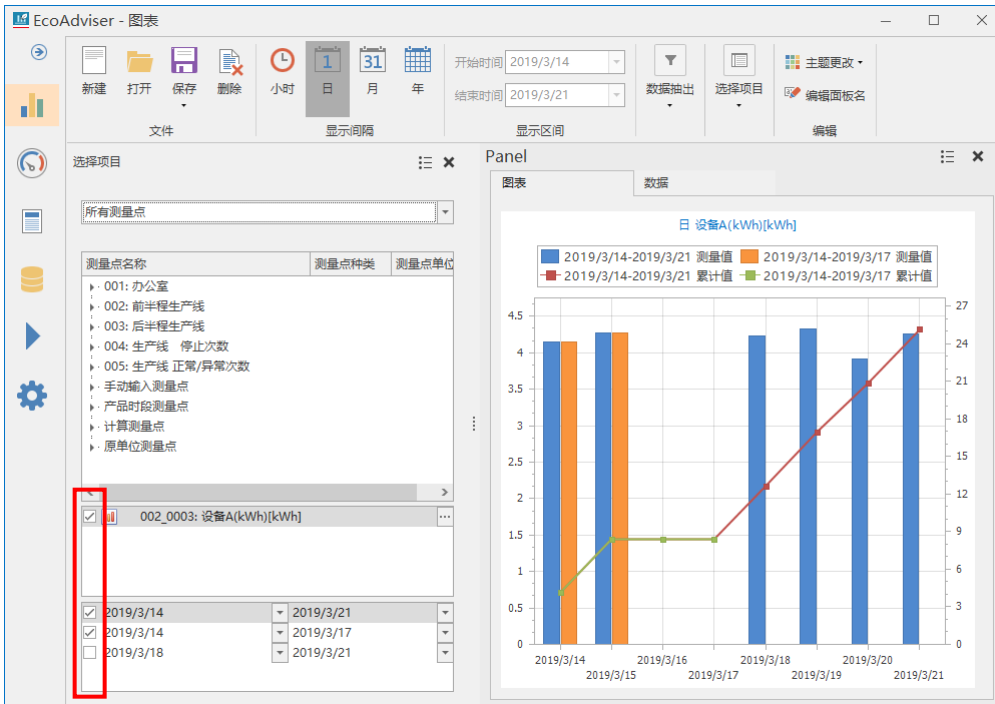 EcoAdviser - 图表
新建 打开 保存 删除 小时 1 日 31 月 年
开始时间 2019/3/14
结束时间 2019/3/21
数据抽出 选择项目
主题更改
编辑面板名
文件 显示间隔 显示区间 编辑
选择项目
所有测量点
测量点名称 测量点种类 测量点单位
001: 办公室
002: 前半程生产线
003: 后半程生产线
004: 生产线 停止次数
005: 生产线 正常/异常次数
手动输入测量点
产品时段测量点
计算测量点
原单位测量点
002_0003: 设备A(kWh)[kWh]
2019/3/14 2019/3/21
2019/3/14 2019/3/17
2019/3/18 2019/3/21
Panel
图表 数据
日 设备A(kWh)[kWh]
2019/3/14-2019/3/21 测量值 2019/3/14-2019/3/17 测量值
2019/3/14-2019/3/21 累计值 2019/3/14-2019/3/17 累计值
4.5 27
4 24
3.5 21
3 18
2.5 15
2 12
1.5 9
1 6
0.5 3
0 0
2019/3/14 2019/3/16 2019/3/18 2019/3/20
2019/3/15 2019/3/17 2019/3/19 2019/3/21